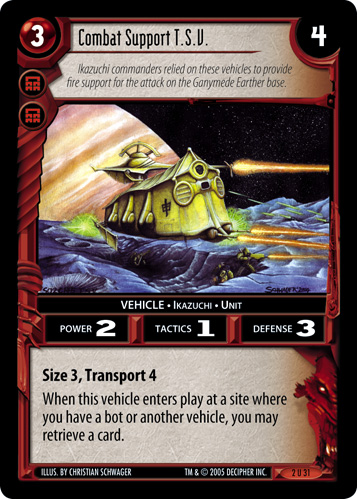 3
Combat Support T.S.V.
4
Ikazuchi commanders relied on these vehicles to provide
fire support for the attack on the Ganymede Earther base.
VEHICLE • IKAZUCHI • UNIT
POWER 2 TACTICS 1 DEFENSE 3
Size 3, Transport 4
When this vehicle enters play at a site where
you have a bot or another vehicle, you may
retrieve a card.
ILLUS. BY CHRISTIAN SCHWAGER TM & © 2005 DECIPHER INC. 2 U 31